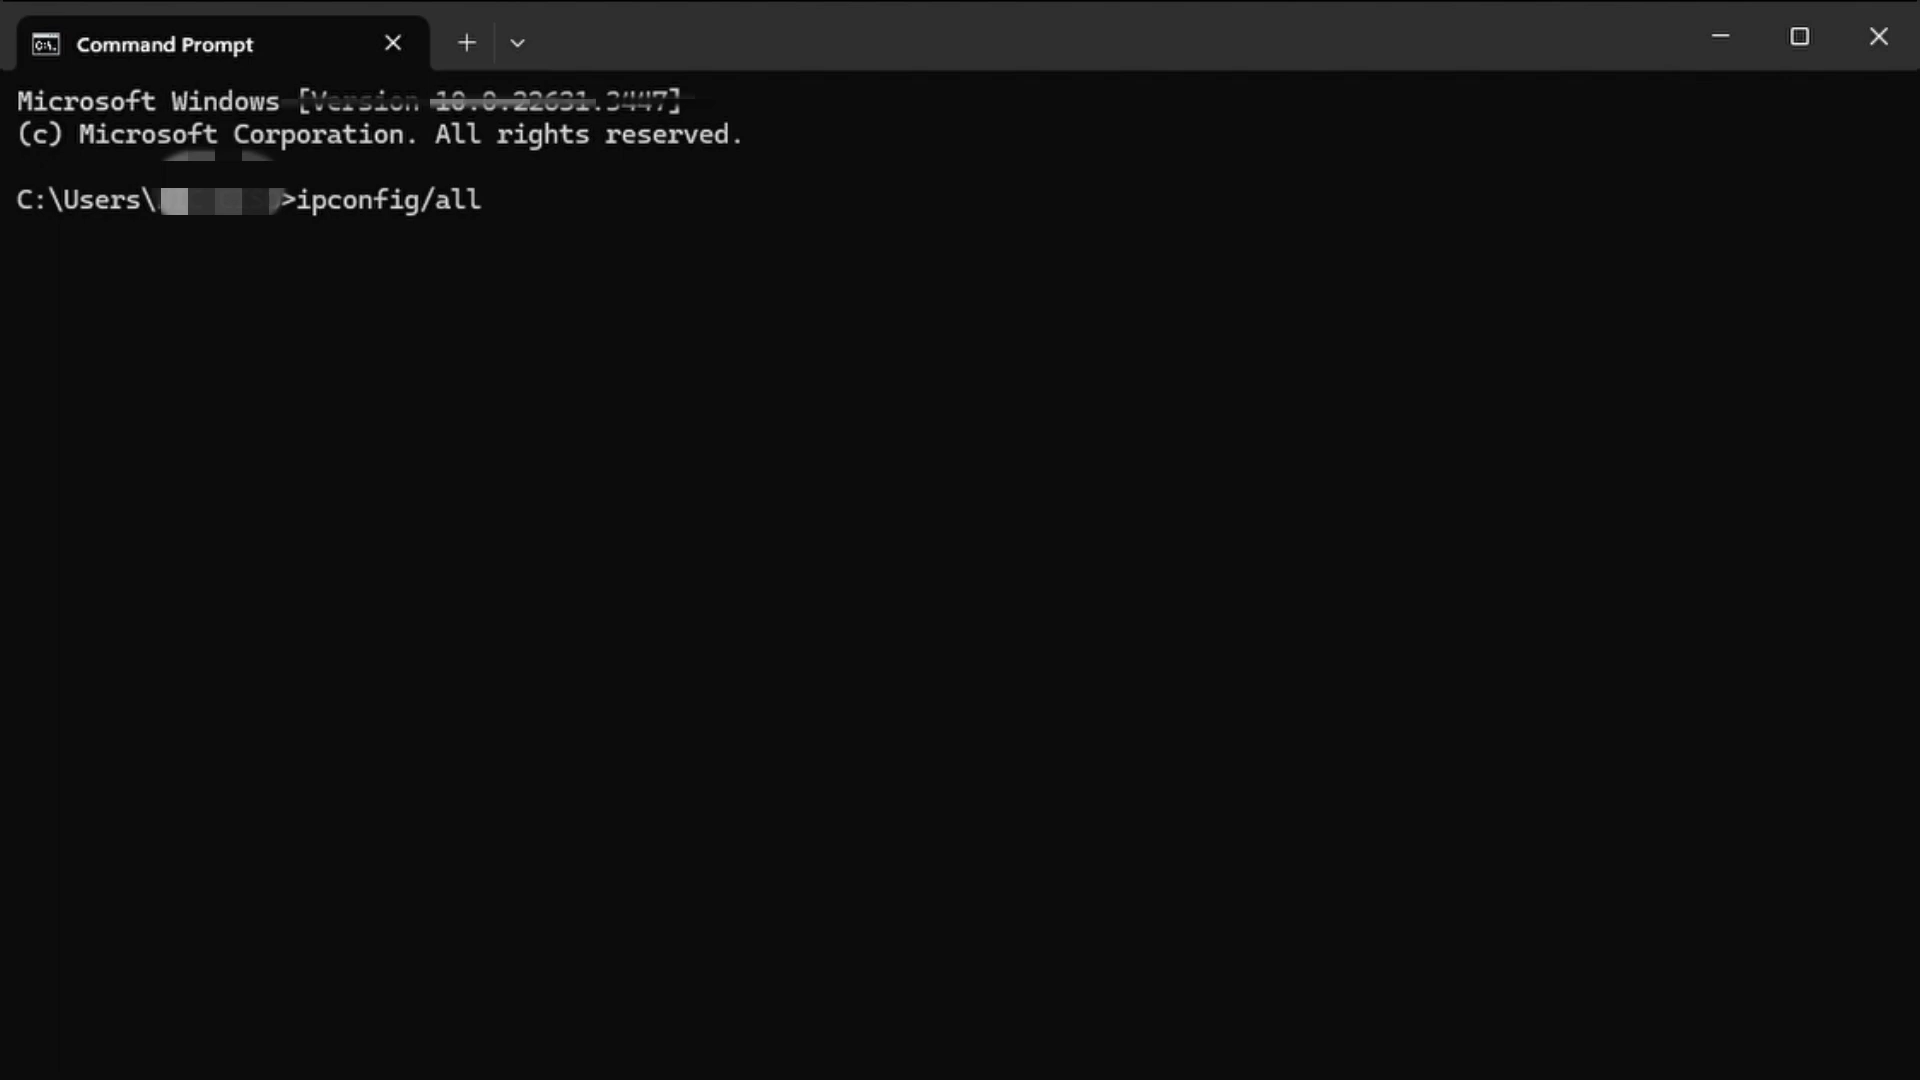 Command Prompt
Microsoft Windows [Version 10.0.22631.3447]
(c) Microsoft Corporation. All rights reserved.
C:\Users\ >ipconfig/all